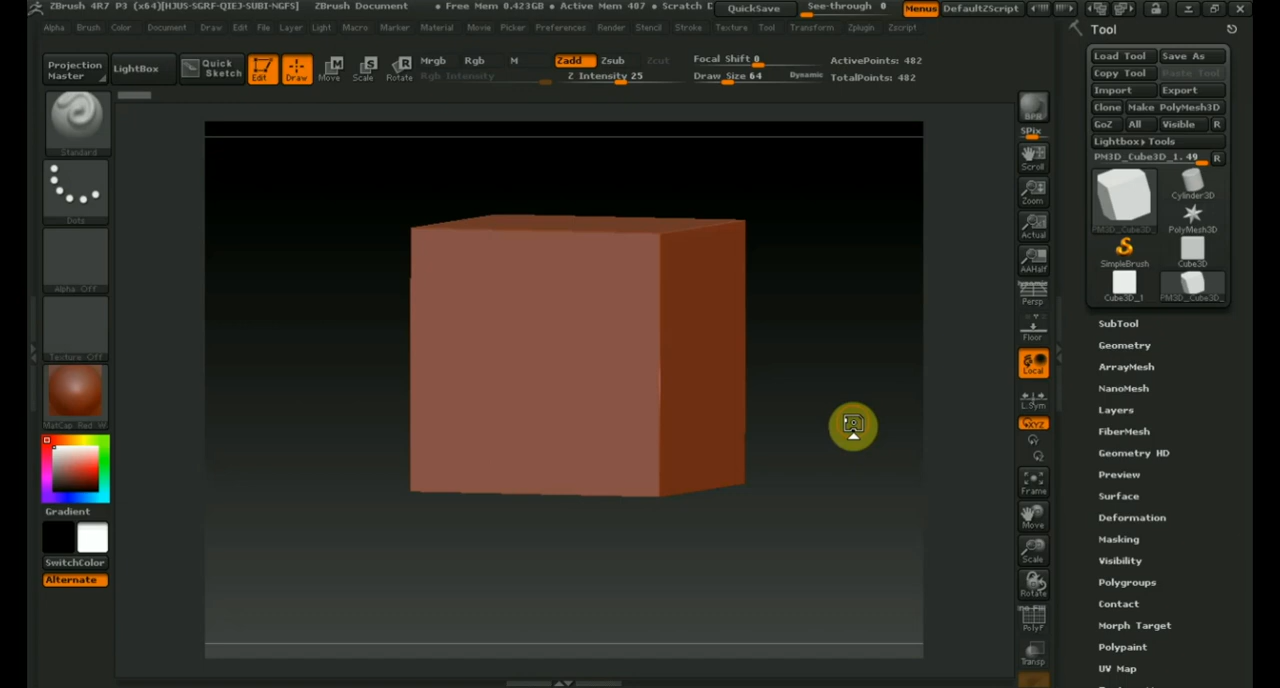 ZBrush 4R7 P3 (x64)[HJUS-SGRF-QIEJ-SUBI-NGFS] ZBrush Document • Free Mem 0.423GB • Active Mem 407 • Scratch D QuickSave See-through 0 Menus DefaultZScript
Alpha Brush Color Document Draw Edit File Layer Light Macro Marker Material Movie Picker Preferences Render Stencil Stroke Texture Tool Transform Zplugin Zscript
Projection Master
LightBox
Quick Sketch
Edit
Draw
Move
Scale
Rotate
Mrgb Rgb M
Rgb Intensity
Zadd Zsub Zcut
Z Intensity 25
Focal Shift 0
Draw Size 64 Dynamic
ActivePoints: 482
TotalPoints: 482
Standard
Dots
Alpha Off
Texture Off
MatCap Red W
Gradient
SwitchColor
Alternate
BPR
SPix
Scroll
Zoom
Actual
AAHalf
Dynamic
Persp
Floor
Local
L.Sym
XYZ
Frame
Move
Scale
Rotate
PolyF
Transp
Tool
Load Tool Save As
Copy Tool Paste Tool
Import Export
Clone Make PolyMesh3D
GoZ All Visible R
Lightbox▸Tools
PM3D_Cube3D_1. 49 R
PM3D_Cube3D_
Cylinder3D
PolyMesh3D
SimpleBrush
Cube3D
Cube3D_1
PM3D_Cube3D_
SubTool
Geometry
ArrayMesh
NanoMesh
Layers
FiberMesh
Geometry HD
Preview
Surface
Deformation
Masking
Visibility
Polygroups
Contact
Morph Target
Polypaint
UV Map